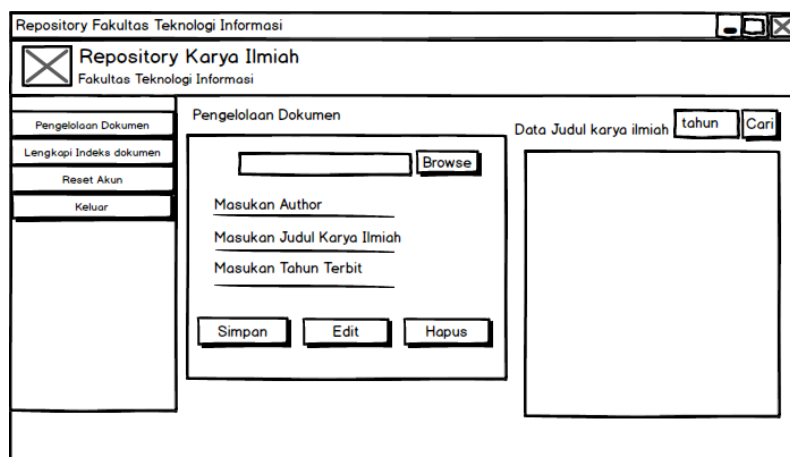 Repository Fakultas Teknologi Informasi
Repository Karya Ilmiah
Fakultas Teknologi Informasi
Pengelolaan Dokumen
Lengkapi Indeks dokumen
Reset Akun
Keluar
Pengelolaan Dokumen
Browse
Masukan Author
Masukan Judul Karya Ilmiah
Masukan Tahun Terbit
Simpan Edit Hapus
Data Judul karya ilmiah tahun Cari